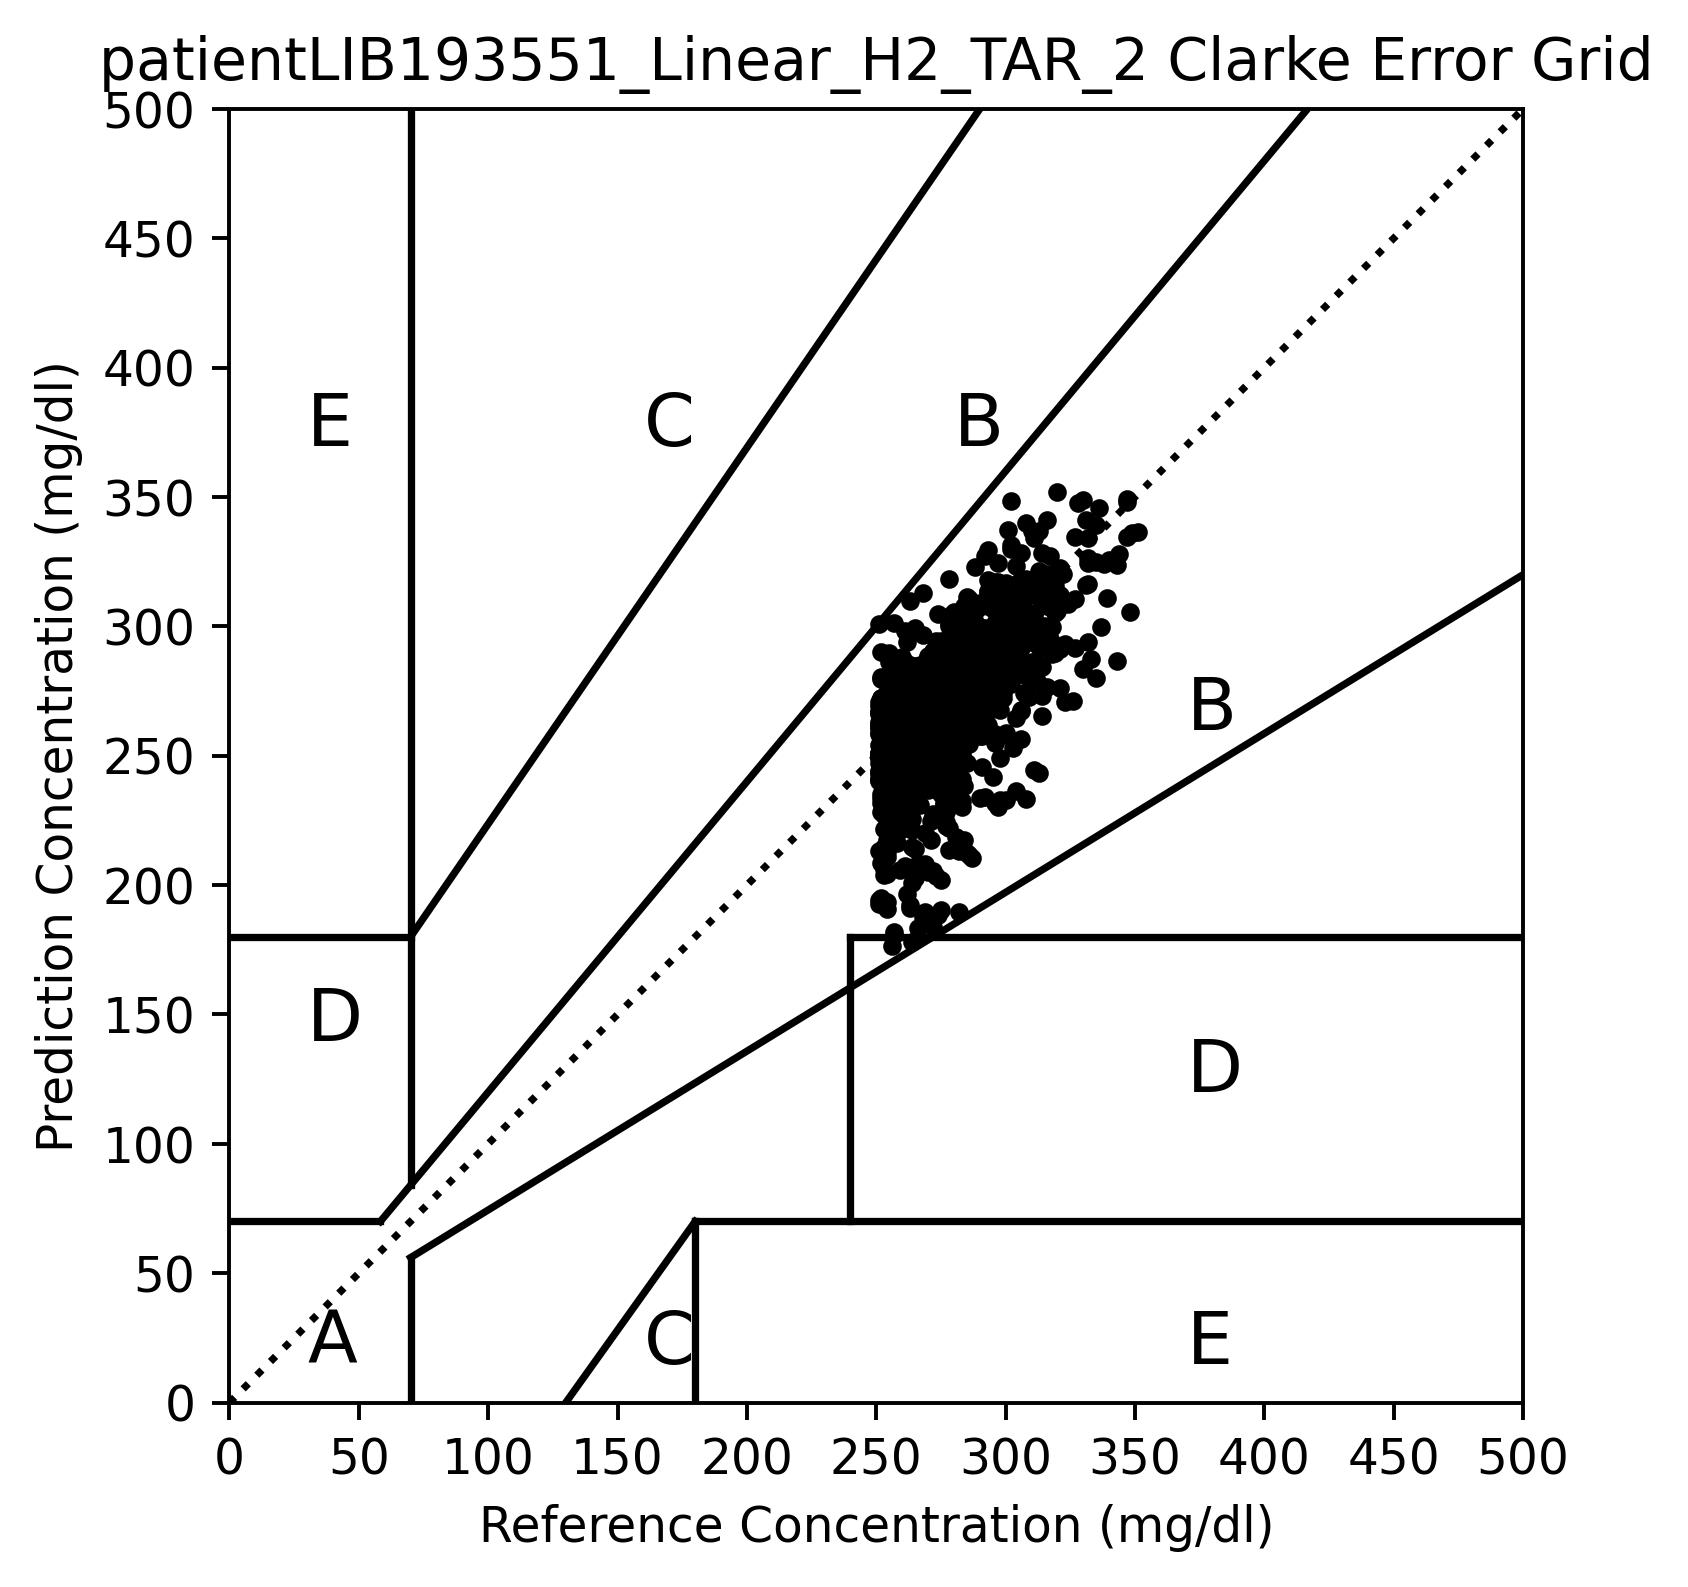 patientLIB193551_Linear_H2_TAR_2 Clarke Error Grid
500
450
400
350
300
250
200
150
100
50
0
Prediction Concentration (mg/dl)
E
C
B
B
D
D
A
C
E
0 50 100 150 200 250 300 350 400 450 500
Reference Concentration (mg/dl)